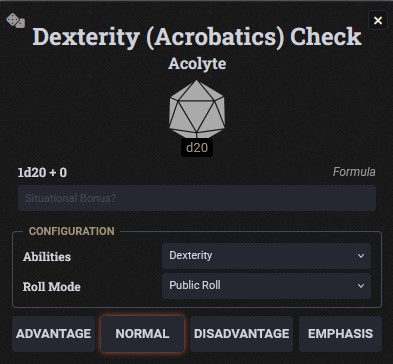 Dexterity (Acrobatics) Check
Acolyte
d20
1d20 + 0 Formula
Situational Bonus?
CONFIGURATION
Abilities Dexterity
Roll Mode Public Roll
ADVANTAGE NORMAL DISADVANTAGE EMPHASIS